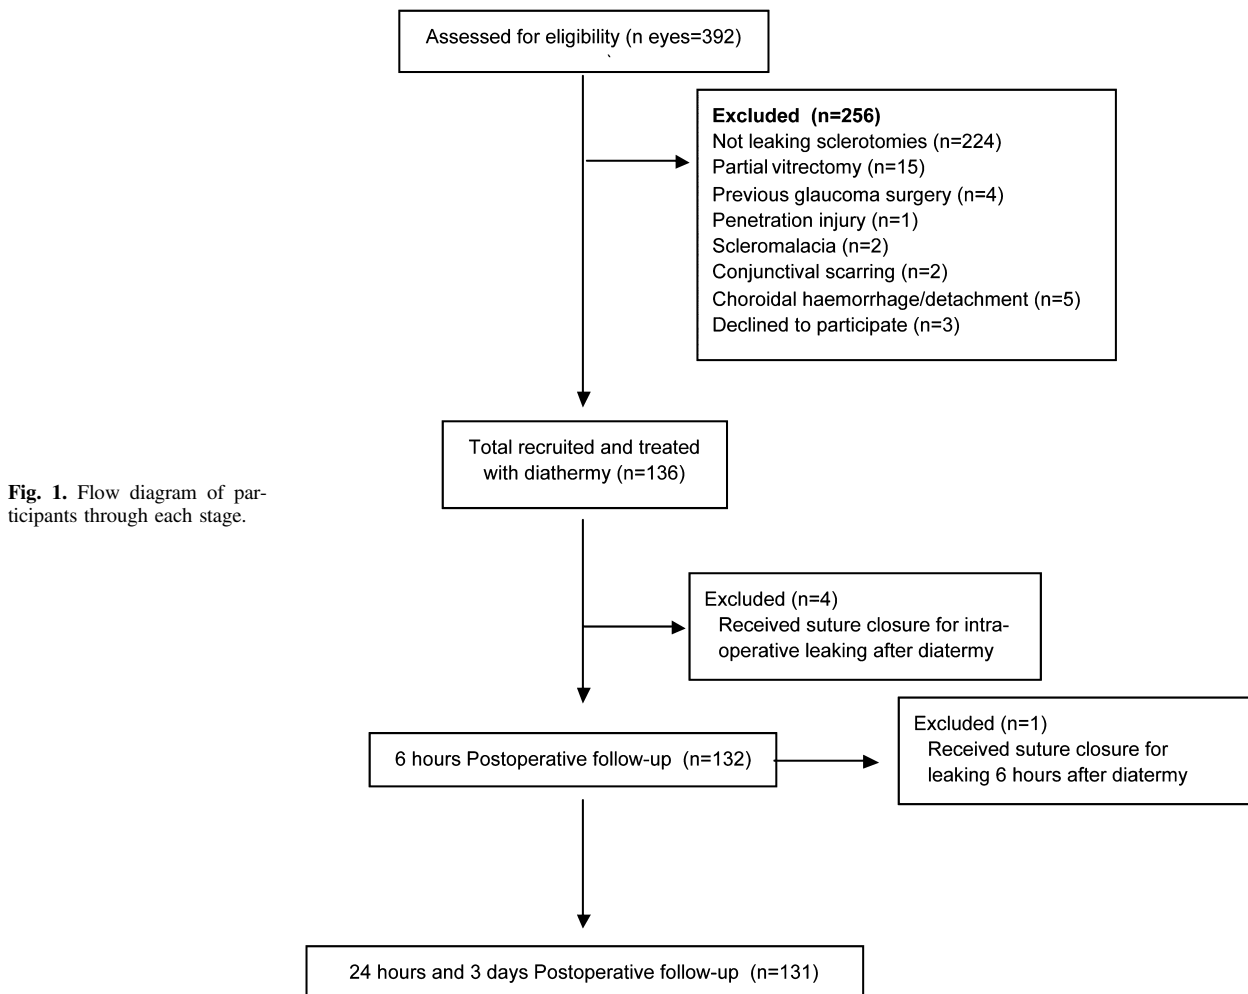 Assessed for eligibility (n eyes=392)
Excluded (n=256)
Not leaking sclerotomies (n=224)
Partial vitrectomy (n=15)
Previous glaucoma surgery (n=4)
Penetration injury (n=1)
Scleromalacia (n=2)
Conjunctival scarring (n=2)
Choroidal haemorrhage/detachment (n=5)
Declined to participate (n=3)
Total recruited and treated
with diathermy (n=136)
Fig. 1. Flow diagram of par-
ticipants through each stage.
Excluded (n=4)
Received suture closure for intra-
operative leaking after diatermy
6 hours Postoperative follow-up (n=132)
Excluded (n=1)
Received suture closure for
leaking 6 hours after diatermy
24 hours and 3 days Postoperative follow-up (n=131)